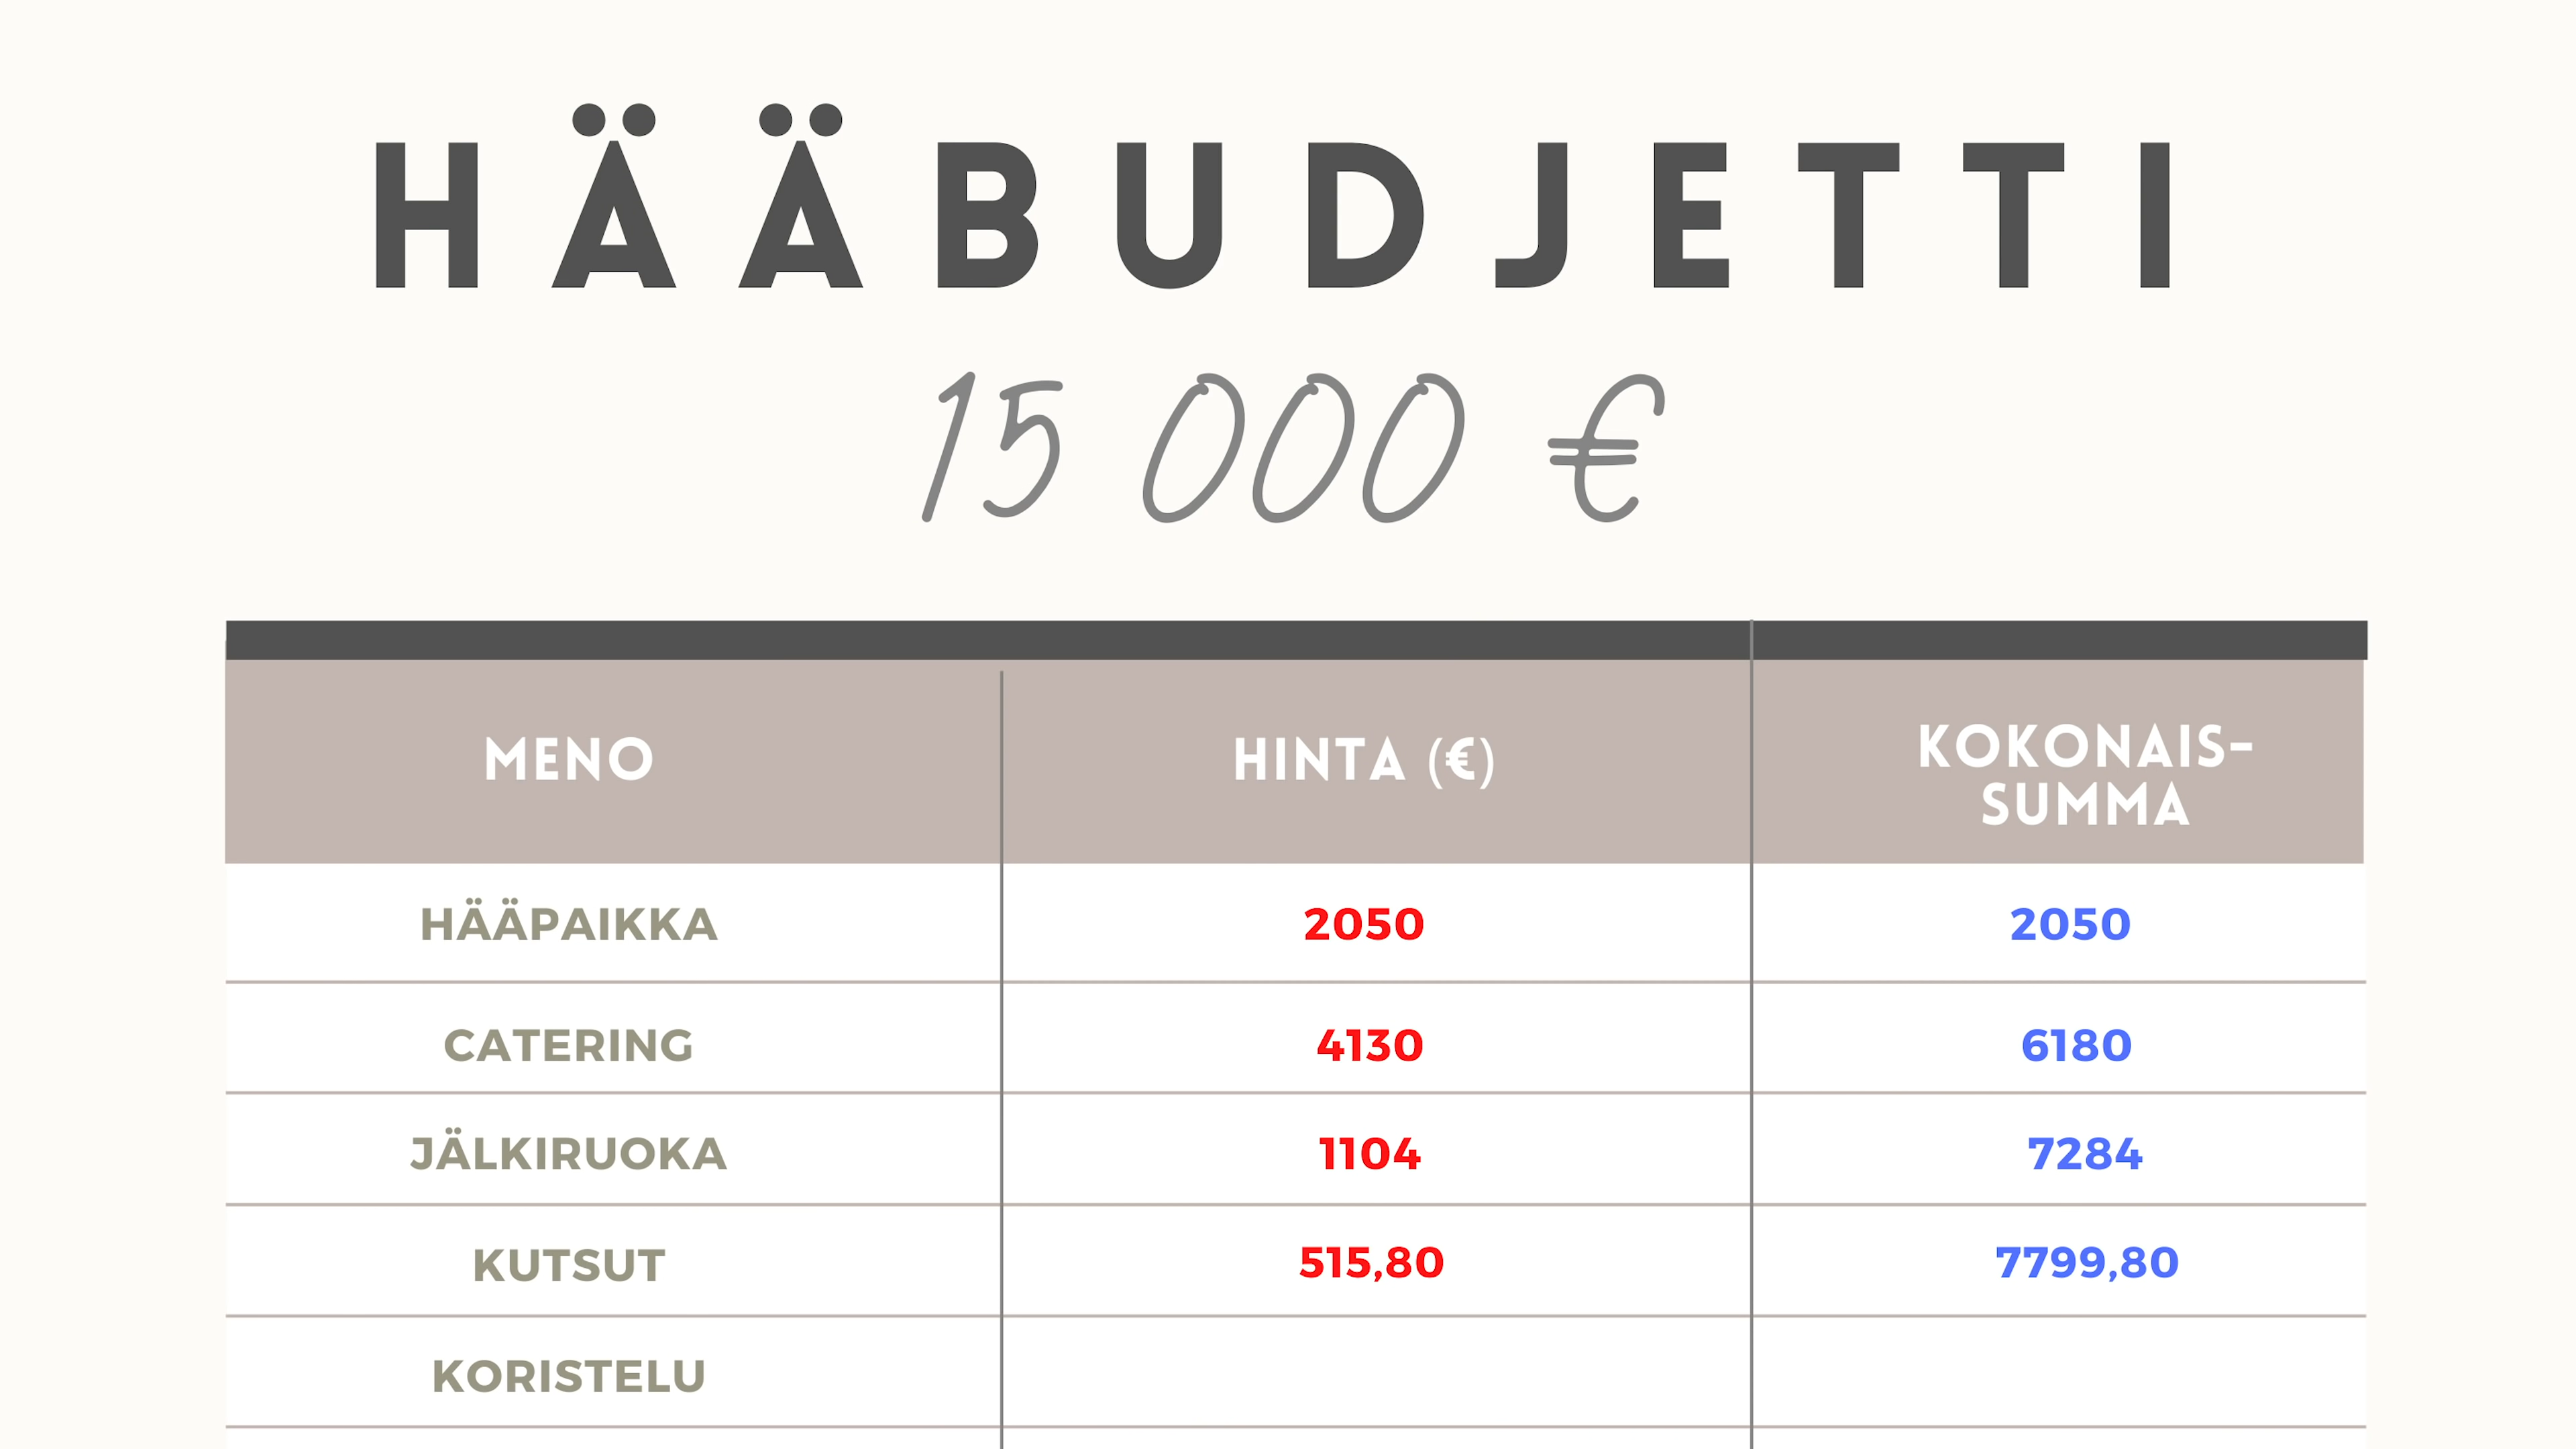 HÄÄBUDJETTI
15 000 €
MENO HINTA (€) KOKONAIS-
SUMMA
HÄÄPAIKKA 2050 2050
CATERING 4130 6180
JÄLKIRUOKA 1104 7284
KUTSUT 515,80 7799,80
KORISTELU